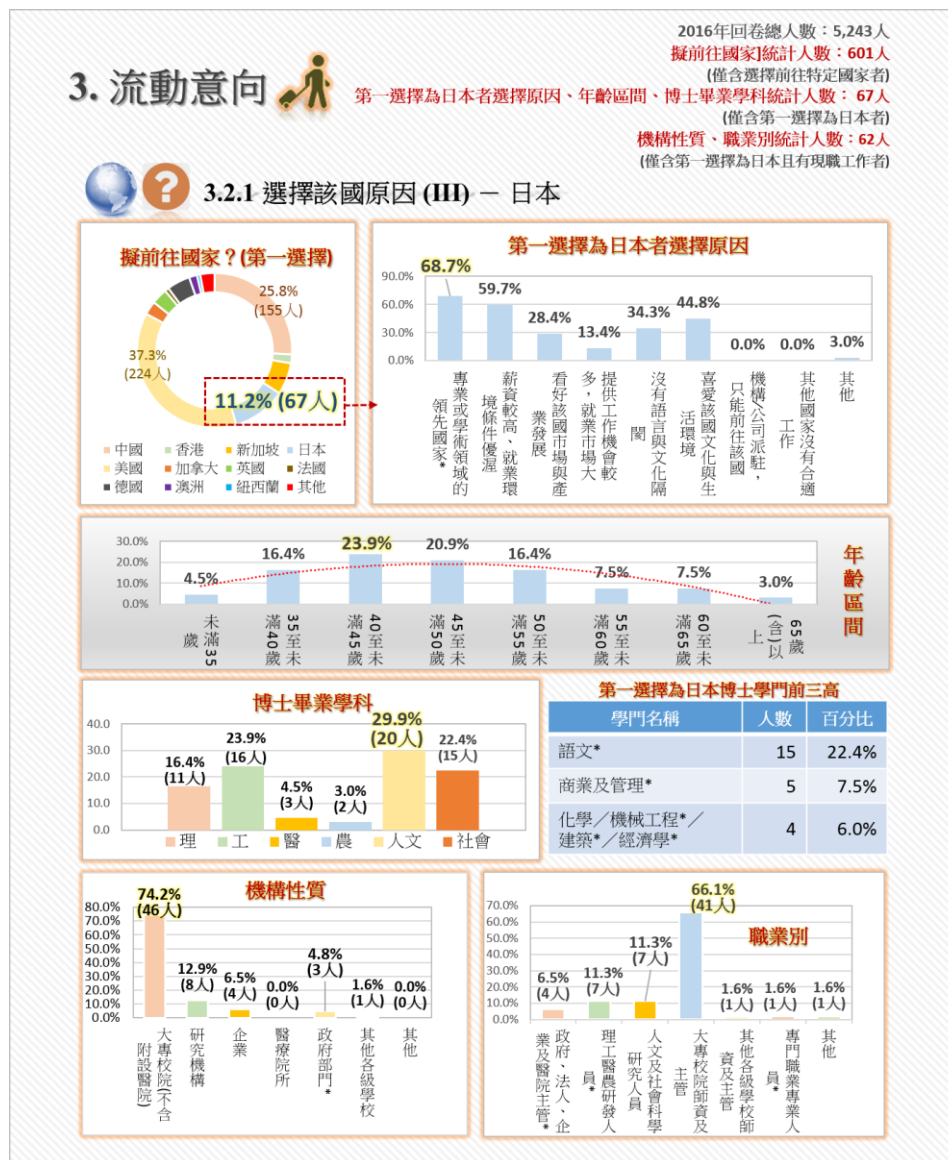 2016年回卷總人數：5,243人
擬前往國家]統計人數：601人
(僅含選擇前往特定國家者)
第一選擇為日本者選擇原因、年齡區間、博士畢業學科統計人數： 67人
(僅含第一選擇為日本者)
機構性質、職業別統計人數：62人
(僅含第一選擇為日本且有現職工作者)
3. 流動意向
3.2.1 選擇該國原因 (III) － 日本
擬前往國家？(第一選擇)
25.8%
(155人)
37.3%
(224人)
11.2% (67人)
中國 香港 新加坡 日本
美國 加拿大 英國 法國
德國 澳洲 紐西蘭 其他
第一選擇為日本者選擇原因
90.0%
60.0%
30.0%
0.0%
68.7%
59.7%
28.4%
13.4%
34.3%
44.8%
0.0%
0.0%
3.0%
專業或學術領域的
領先國家*
薪資較高、就業環
境條件優渥
看好該國市場與產
業發展
提供工作機會較
多，就業市場大
沒有語言與文化隔
閡
喜愛該國文化與生
活環境
機構/公司派駐，
只能前往該國
其他國家沒有合適
工作
其他
年齡區間
30.0%
20.0%
10.0%
0.0%
4.5%
16.4%
23.9%
20.9%
16.4%
7.5%
7.5%
3.0%
未滿35
歲
35至未
滿40歲
40至未
滿45歲
45至未
滿50歲
50至未
滿55歲
55至未
滿60歲
60至未
滿65歲
65歲
(含)以
上
博士畢業學科
40.0
30.0
20.0
10.0
0.0
16.4%
(11人)
23.9%
(16人)
4.5%
(3人)
3.0%
(2人)
29.9%
(20人)
22.4%
(15人)
理 工 醫 農 人文 社會
第一選擇為日本博士學門前三高
學門名稱 人數 百分比
語文* 15 22.4%
商業及管理* 5 7.5%
化學／機械工程*／
建築*／經濟學* 4 6.0%
機構性質
80.0%
70.0%
60.0%
50.0%
40.0%
30.0%
20.0%
10.0%
0.0%
74.2%
(46人)
12.9%
(8人)
6.5%
(4人)
0.0%
(0人)
4.8%
(3人)
1.6%
(1人)
0.0%
(0人)
大專校院(不含
附設醫院)
研究機構
企業
醫療院所
政府部門*
其他各級學校
其他
職業別
70.0%
60.0%
50.0%
40.0%
30.0%
20.0%
10.0%
0.0%
6.5%
(4人)
11.3%
(7人)
11.3%
(7人)
66.1%
(41人)
1.6%
(1人)
1.6%
(1人)
1.6%
(1人)
政府、法人、企
業及醫院主管*
理工醫農研發人
員*
人文及社會科學
研究人員
大專校院師資及
主管
其他各級學校師
資及主管
專門職業專業人
員*
其他